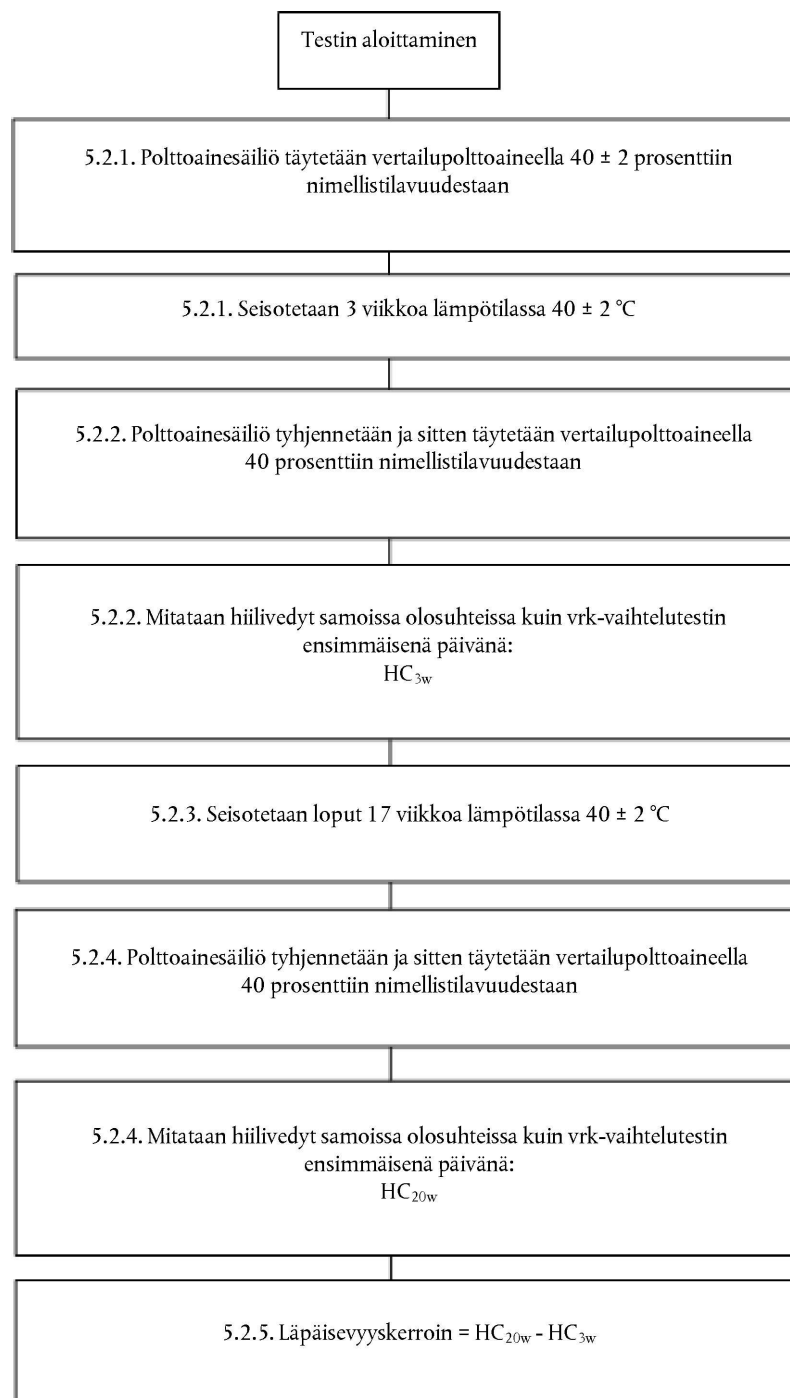 Testin aloittaminen
5.2.1. Polttoainesäiliö täytetään vertailupolttoaineella 40 ± 2 prosenttiin
nimellistilavuudestaan
5.2.1. Seisotetaan 3 viikkoa lämpötilassa 40 ± 2 °C
5.2.2. Polttoainesäiliö tyhjennetään ja sitten täytetään vertailupolttoaineella
40 prosenttiin nimellistilavuudestaan
5.2.2. Mitataan hiilivedyt samoissa olosuhteissa kuin vrk-vaihtelutestin
ensimmäisenä päivänä:
HC3w
5.2.3. Seisotetaan loput 17 viikkoa lämpötilassa 40 ± 2 °C
5.2.4. Polttoainesäiliö tyhjennetään ja sitten täytetään vertailupolttoaineella
40 prosenttiin nimellistilavuudestaan
5.2.4. Mitataan hiilivedyt samoissa olosuhteissa kuin vrk-vaihtelutestin
ensimmäisenä päivänä:
HC20w
5.2.5. Läpäisevyyskerroin = HC20w - HC3w